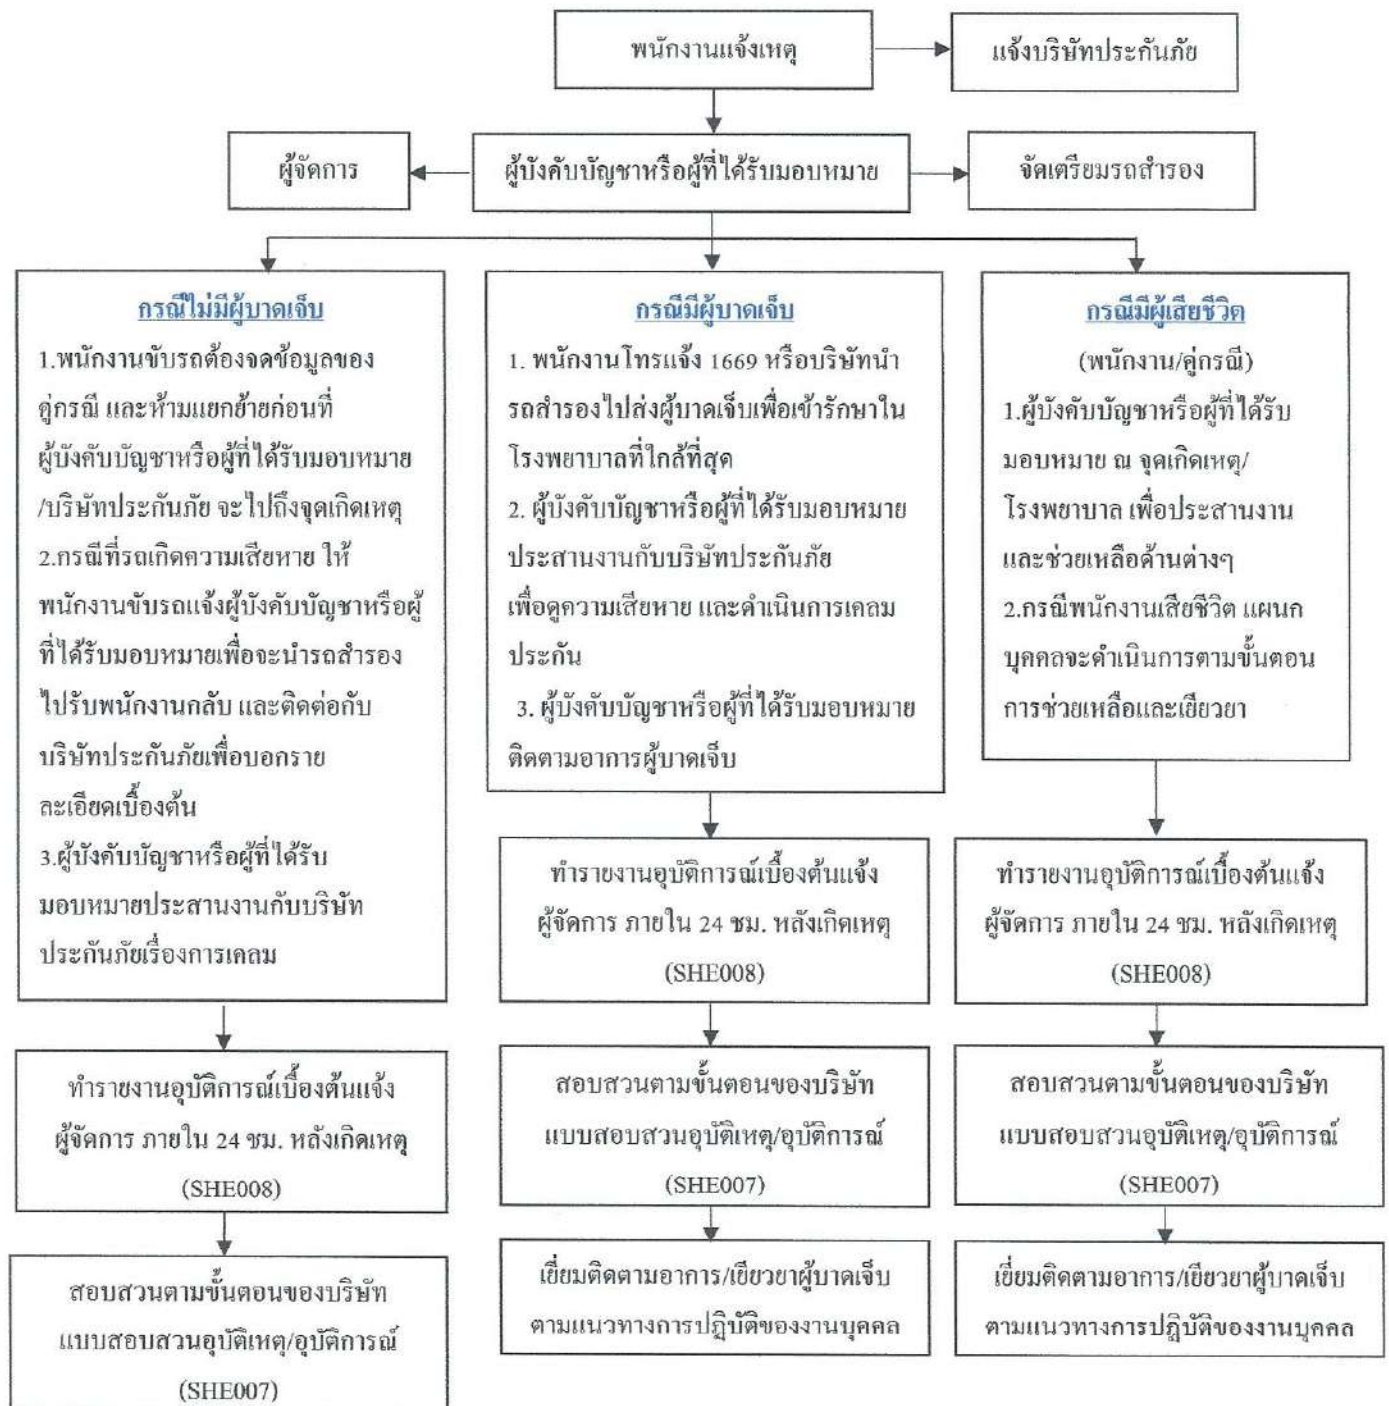 พนักงานแจ้งเหตุ
แจ้งบริษัทประกันภัย
ผู้จัดการ
ผู้บังคับบัญชาหรือผู้ที่ได้รับมอบหมาย
จัดเตรียมรถสำรอง
กรณีไม่มีผู้บาดเจ็บ
1.พนักงานขับรถต้องจดข้อมูลของ
คู่กรณี และห้ามแยกย้ายก่อนที่
ผู้บังคับบัญชาหรือผู้ที่ได้รับมอบหมาย
/บริษัทประกันภัย จะไปถึงจุดเกิดเหตุ
2.กรณีที่รถเกิดความเสียหาย ให้
พนักงานขับรถแจ้งผู้บังคับบัญชาหรือผู้
ที่ได้รับมอบหมายเพื่อจะนำรถสำรอง
ไปรับพนักงานกลับ และติดต่อกับ
บริษัทประกันภัยเพื่อบอกราย
ละเอียดเบื้องต้น
3.ผู้บังคับบัญชาหรือผู้ที่ได้รับ
มอบหมายประสานงานกับบริษัท
ประกันภัยเรื่องการเคลม
ทำรายงานอุบัติการณ์เบื้องต้นแจ้ง
ผู้จัดการ ภายใน 24 ชม. หลังเกิดเหตุ
(SHE008)
สอบสวนตามขั้นตอนของบริษัท
แบบสอบสวนอุบัติเหตุ/อุบัติการณ์
(SHE007)
กรณีมีผู้บาดเจ็บ
1. พนักงานโทรแจ้ง 1669 หรือบริษัทนำ
รถสำรองไปส่งผู้บาดเจ็บเพื่อเข้ารักษาใน
โรงพยาบาลที่ใกล้ที่สุด
2. ผู้บังคับบัญชาหรือผู้ที่ได้รับมอบหมาย
ประสานงานกับบริษัทประกันภัย
เพื่อดูความเสียหาย และดำเนินการเคลม
ประกัน
3. ผู้บังคับบัญชาหรือผู้ที่ได้รับมอบหมาย
ติดตามอาการผู้บาดเจ็บ
ทำรายงานอุบัติการณ์เบื้องต้นแจ้ง
ผู้จัดการ ภายใน 24 ชม. หลังเกิดเหตุ
(SHE008)
สอบสวนตามขั้นตอนของบริษัท
แบบสอบสวนอุบัติเหตุ/อุบัติการณ์
(SHE007)
เยี่ยมติดตามอาการ/เยียวยาผู้บาดเจ็บ
ตามแนวทางการปฏิบัติของงานบุคคล
กรณีมีผู้เสียชีวิต
(พนักงาน/คู่กรณี)
1.ผู้บังคับบัญชาหรือผู้ที่ได้รับ
มอบหมาย ณ จุดเกิดเหตุ/
โรงพยาบาล เพื่อประสานงาน
และช่วยเหลือด้านต่างๆ
2.กรณีพนักงานเสียชีวิต แผนก
บุคคลจะดำเนินการตามขั้นตอน
การช่วยเหลือและเยียวยา
ทำรายงานอุบัติการณ์เบื้องต้นแจ้ง
ผู้จัดการ ภายใน 24 ชม. หลังเกิดเหตุ
(SHE008)
สอบสวนตามขั้นตอนของบริษัท
แบบสอบสวนอุบัติเหตุ/อุบัติการณ์
(SHE007)
เยี่ยมติดตามอาการ/เยียวยาผู้บาดเจ็บ
ตามแนวทางการปฏิบัติของงานบุคคล